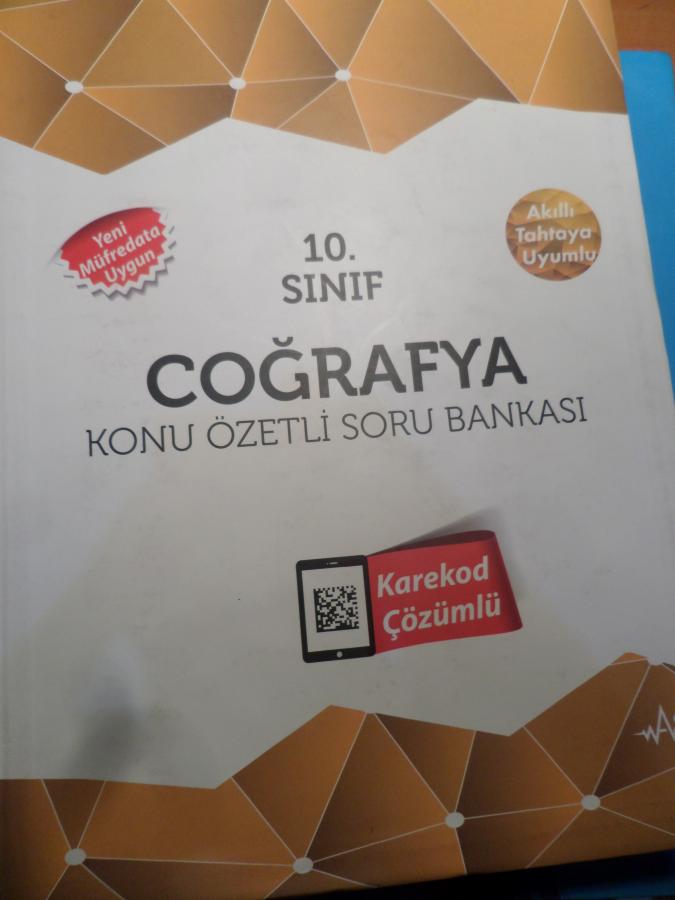 Yeni
Müfredata
Uygun
Akıllı
Tahtaya
Uyumlu
10.
SINIF
COĞRAFYA
KONU ÖZETLİ SORU BANKASI
Karekod
Çözümlü